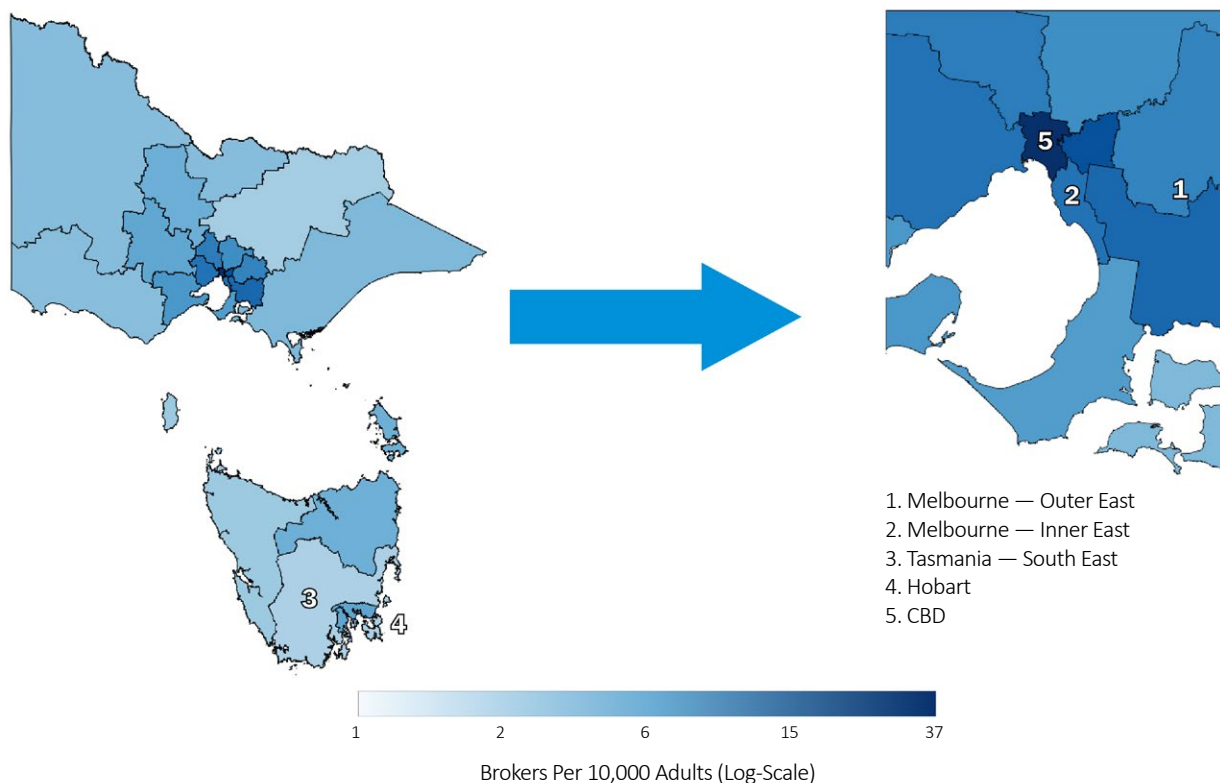 5
2
1
3
4
1. Melbourne — Outer East
2. Melbourne — Inner East
3. Tasmania — South East
4. Hobart
5. CBD
1 2 6 15 37
Brokers Per 10,000 Adults (Log-Scale)